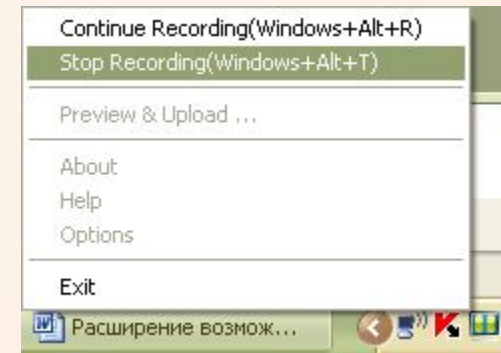 Continue Recording(Windows+Alt+R)
Stop Recording(Windows+Alt+T)
Preview & Upload ...
About
Help
Options
Exit
Расширение возмож...